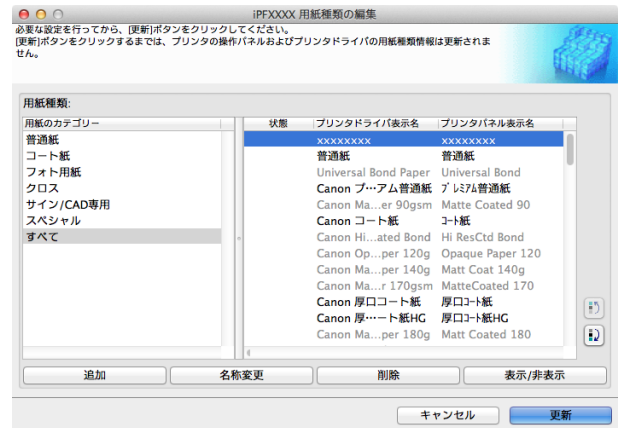 iPFXXXX 用紙種類の編集
必要な設定を行ってから、[更新]ボタンをクリックしてください。
[更新]ボタンをクリックするまでは、プリンタの操作パネルおよびプリンタドライバの用紙種類情報は更新されま
せん。
用紙種類:
用紙のカテゴリー 状態 プリンタドライバ表示名 プリンタパネル表示名
普通紙 xxxxxxxx xxxxxxxx
コート紙 普通紙 普通紙
フォト用紙 Universal Bond Paper Universal Bond
クロス Canon プ…アム普通紙 ﾌﾟﾚﾐｱﾑ普通紙
サイン/CAD専用 Canon Ma...er 90gsm Matte Coated 90
スペシャル Canon コート紙 ｺｰﾄ紙
すべて Canon Hi...ated Bond Hi ResCtd Bond
Canon Op...per 120g Opaque Paper 120
Canon Ma...per 140g Matt Coat 140g
Canon Ma...r 170gsm MatteCoated 170
Canon 厚口コート紙 厚口ｺｰﾄ紙
Canon 厚…ート紙HG 厚口ｺｰﾄ紙HG
Canon Ma...per 180g Matt Coated 180
追加 名称変更 削除 表示/非表示
キャンセル 更新